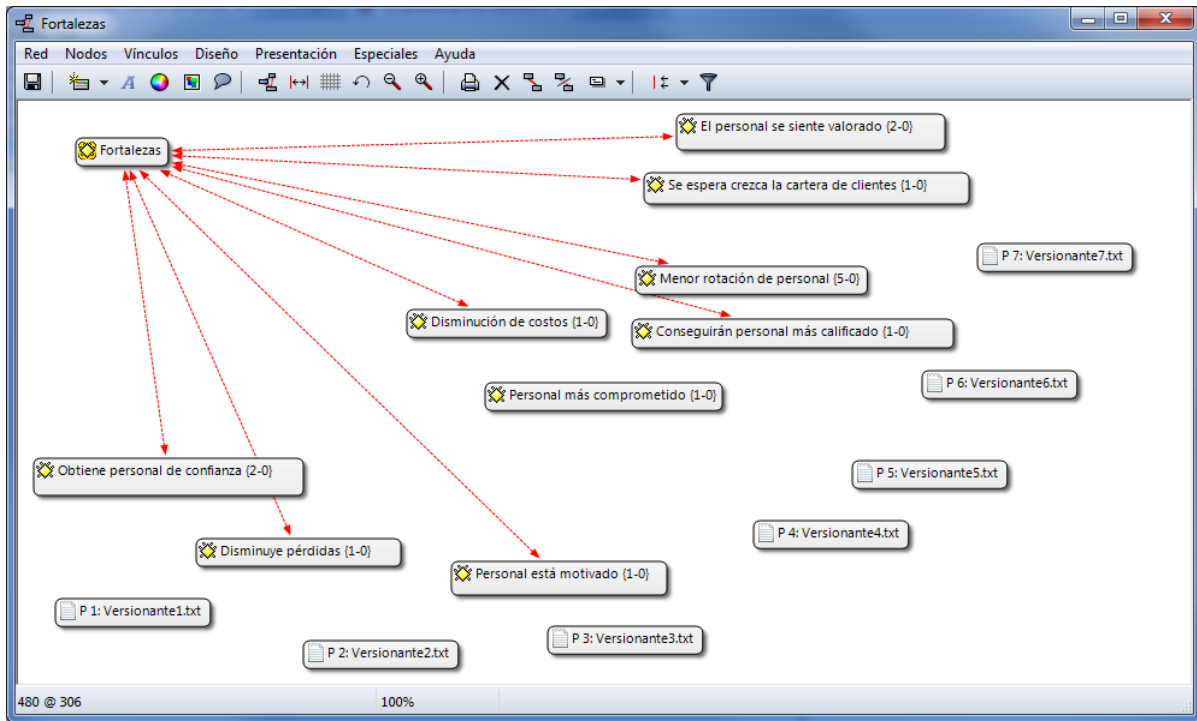 Fortalezas
Red Nodos Vínculos Diseño Presentación Especiales Ayuda
El personal se siente valorado {2-0}
Fortalezas
Se espera crezca la cartera de clientes {1-0}
P 7: Versionante7.txt
Menor rotación de personal {5-0}
Disminución de costos {1-0}
Conseguirán personal más calificado {1-0}
P 6: Versionante6.txt
Personal más comprometido {1-0}
Obtiene personal de confianza {2-0}
P 5: Versionante5.txt
P 4: Versionante4.txt
Disminuye pérdidas {1-0}
Personal está motivado {1-0}
P 1: Versionante1.txt
P 3: Versionante3.txt
P 2: Versionante2.txt
480 @ 306 100%